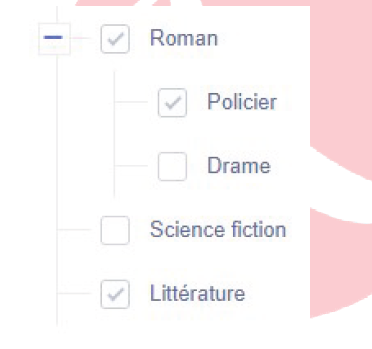 Roman
Policier
Drame
Science fiction
Littérature